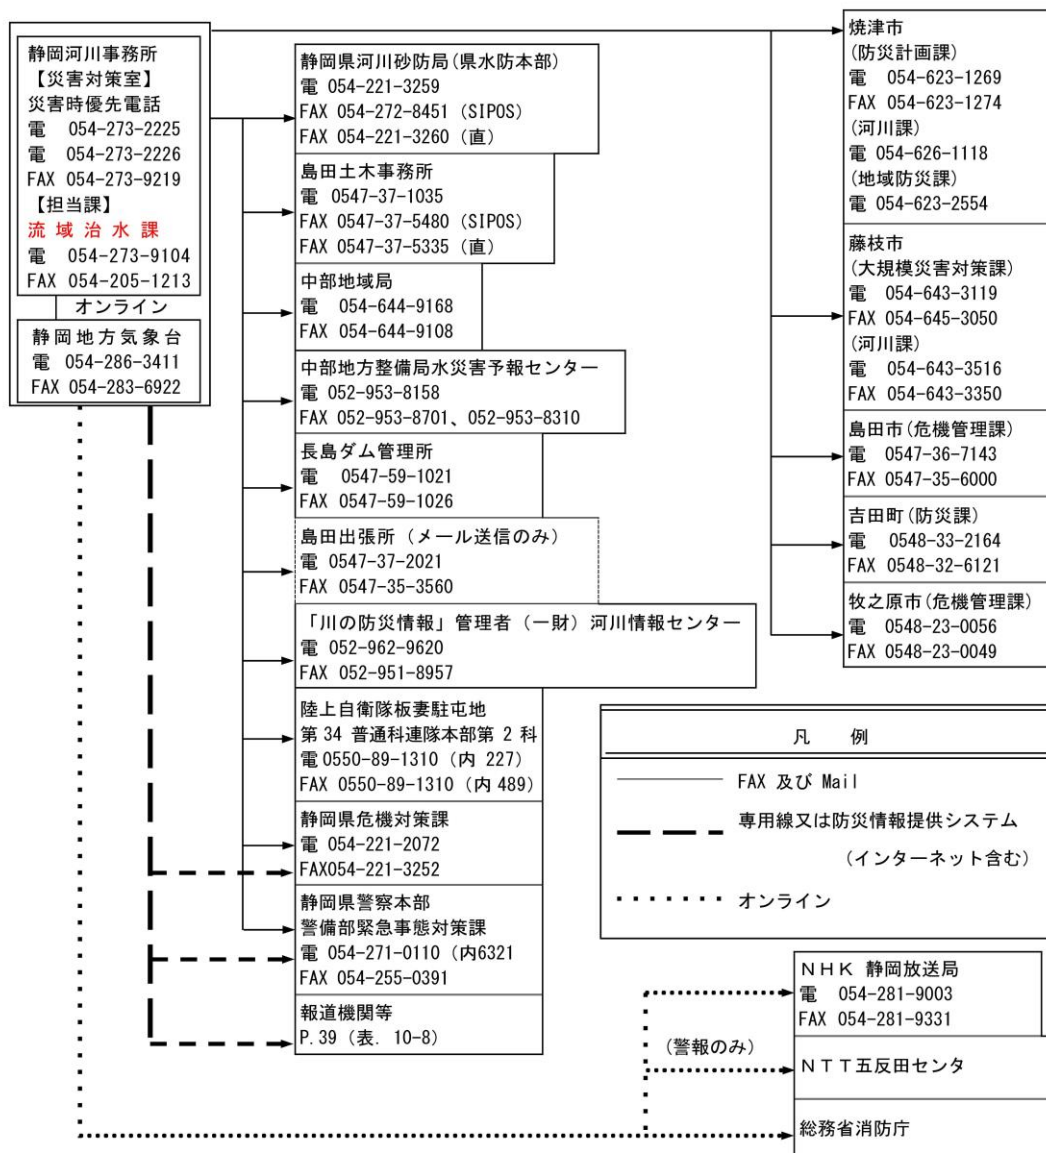 静岡河川事務所
【災害対策室】
災害時優先電話
電 054-273-2225
電 054-273-2226
FAX 054-273-9219
【担当課】
流域治水課
電 054-273-9104
FAX 054-205-1213
オンライン
静岡地方気象台
電 054-286-3411
FAX 054-283-6922
静岡県河川砂防局(県水防本部)
電 054-221-3259
FAX 054-272-8451 (SIPOS)
FAX 054-221-3260 (直)
島田土木事務所
電 0547-37-1035
FAX 0547-37-5480 (SIPOS)
FAX 0547-37-5335 (直)
中部地域局
電 054-644-9168
FAX 054-644-9108
中部地方整備局水災害予報センター
電 052-953-8158
FAX 052-953-8701、052-953-8310
長島ダム管理所
電 0547-59-1021
FAX 0547-59-1026
島田出張所 (メール送信のみ)
電 0547-37-2021
FAX 0547-35-3560
「川の防災情報」管理者 (一財) 河川情報センター
電 052-962-9620
FAX 052-951-8957
陸上自衛隊板妻駐屯地
第 34 普通科連隊本部第 2 科
電 0550-89-1310 (内 227)
FAX 0550-89-1310 (内 489)
静岡県危機対策課
電 054-221-2072
FAX054-221-3252
静岡県警察本部
警備部緊急事態対策課
電 054-271-0110 (内6321
FAX 054-255-0391
報道機関等
P.39 (表. 10-8)
焼津市
(防災計画課)
電 054-623-1269
FAX 054-623-1274
(河川課)
電 054-626-1118
(地域防災課)
電 054-623-2554
藤枝市
(大規模災害対策課)
電 054-643-3119
FAX 054-645-3050
(河川課)
電 054-643-3516
FAX 054-643-3350
島田市(危機管理課)
電 0547-36-7143
FAX 0547-35-6000
吉田町(防災課)
電 0548-33-2164
FAX 0548-32-6121
牧之原市(危機管理課)
電 0548-23-0056
FAX 0548-23-0049
凡 例
FAX 及び Mail
専用線又は防災情報提供システム
(インターネット含む)
オンライン
(警報のみ)
NHK 静岡放送局
電 054-281-9003
FAX 054-281-9331
NTT五反田センタ
総務省消防庁